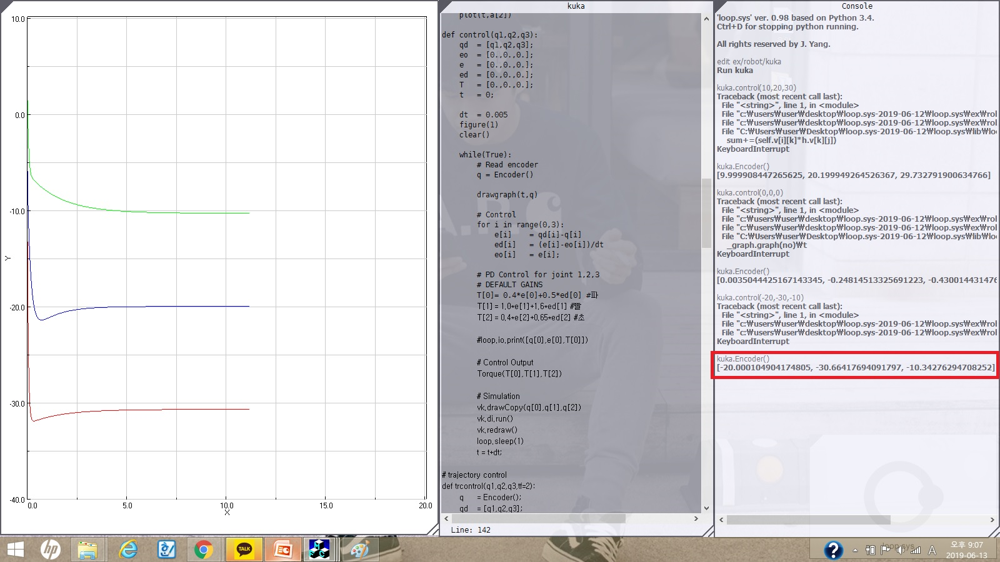 10.0
0.0
-10.0
-20.0
-30.0
-40.0
Y
0.0
5.0
10.0
15.0
20.0
X
kuka
plot(t,a[2])
def control(q1,q2,q3):
qd = [q1,q2,q3];
eo = [0.,0.,0.];
e = [0.,0.,0.];
ed = [0.,0.,0.];
T = [0.,0.,0.];
t = 0;
dt = 0.005
figure(1)
clear()
while(True):
# Read encoder
q = Encoder()
drawgraph(t,q)
# Control
for i in range(0,3):
e[i] = qd[i]-q[i]
ed[i] = (e[i]-eo[i])/dt
eo[i] = e[i];
# PD Control for joint 1,2,3
# DEFAULT GAINS
T[0]= 0.4*e[0]+0.5*ed[0] #파
T[1] = 1.0*e[1]+1.6*ed[1] #빨
T[2] = 0.4*e[2]+0.65*ed[2] #초
#loop.io.print([q[0],e[0],T[0]])
# Control Output
Torque(T[0],T[1],T[2])
# Simulation
vk.drawCopy(q[0],q[1],q[2])
vk.di.run()
vk.redraw()
loop.sleep(1)
t = t+dt;
# trajectory control
def trcontrol(q1,q2,q3,tf=2):
q = Encoder();
qd = [q1,q2,q3];
Line: 142
Console
'loop.sys' ver. 0.98 based on Python 3.4.
Ctrl+D for stopping python running.
All rights reserved by J. Yang.
edit ex/robot/kuka
Run kuka
kuka.control(10,20,30)
Traceback (most recent call last):
File "<string>", line 1, in <module>
File "c:₩users₩user₩desktop₩loop.sys-2019-06-12₩loop.sys₩ex₩rol
File "c:₩users₩user₩desktop₩loop.sys-2019-06-12₩loop.sys₩ex₩rol
File "C:₩Users₩user₩Desktop₩loop.sys-2019-06-12₩loop.sys₩lib₩loo
sum+=(self.v[i][k]*h.v[k][j])
KeyboardInterrupt
kuka.Encoder()
[9.999908447265625, 20.199949264526367, 29.732791900634766]
kuka.control(0,0,0)
Traceback (most recent call last):
File "<string>", line 1, in <module>
File "c:₩users₩user₩desktop₩loop.sys-2019-06-12₩loop.sys₩ex₩rol
File "c:₩users₩user₩desktop₩loop.sys-2019-06-12₩loop.sys₩ex₩rol
File "C:₩Users₩user₩Desktop₩loop.sys-2019-06-12₩loop.sys₩lib₩loo
_graph.graph(no)₩t
KeyboardInterrupt
kuka.Encoder()
[0.0035044425167143345, -0.24814513325691223, -0.430014431476
kuka.control(-20,-30,-10)
Traceback (most recent call last):
File "<string>", line 1, in <module>
File "c:₩users₩user₩desktop₩loop.sys-2019-06-12₩loop.sys₩ex₩rol
File "c:₩users₩user₩desktop₩loop.sys-2019-06-12₩loop.sys₩ex₩rol
KeyboardInterrupt
kuka.Encoder()
[-20.000104904174805, -30.66417694091797, -10.34276294708252]
hp
TALK
loop.sys
A
오후 9:07
2019-06-13